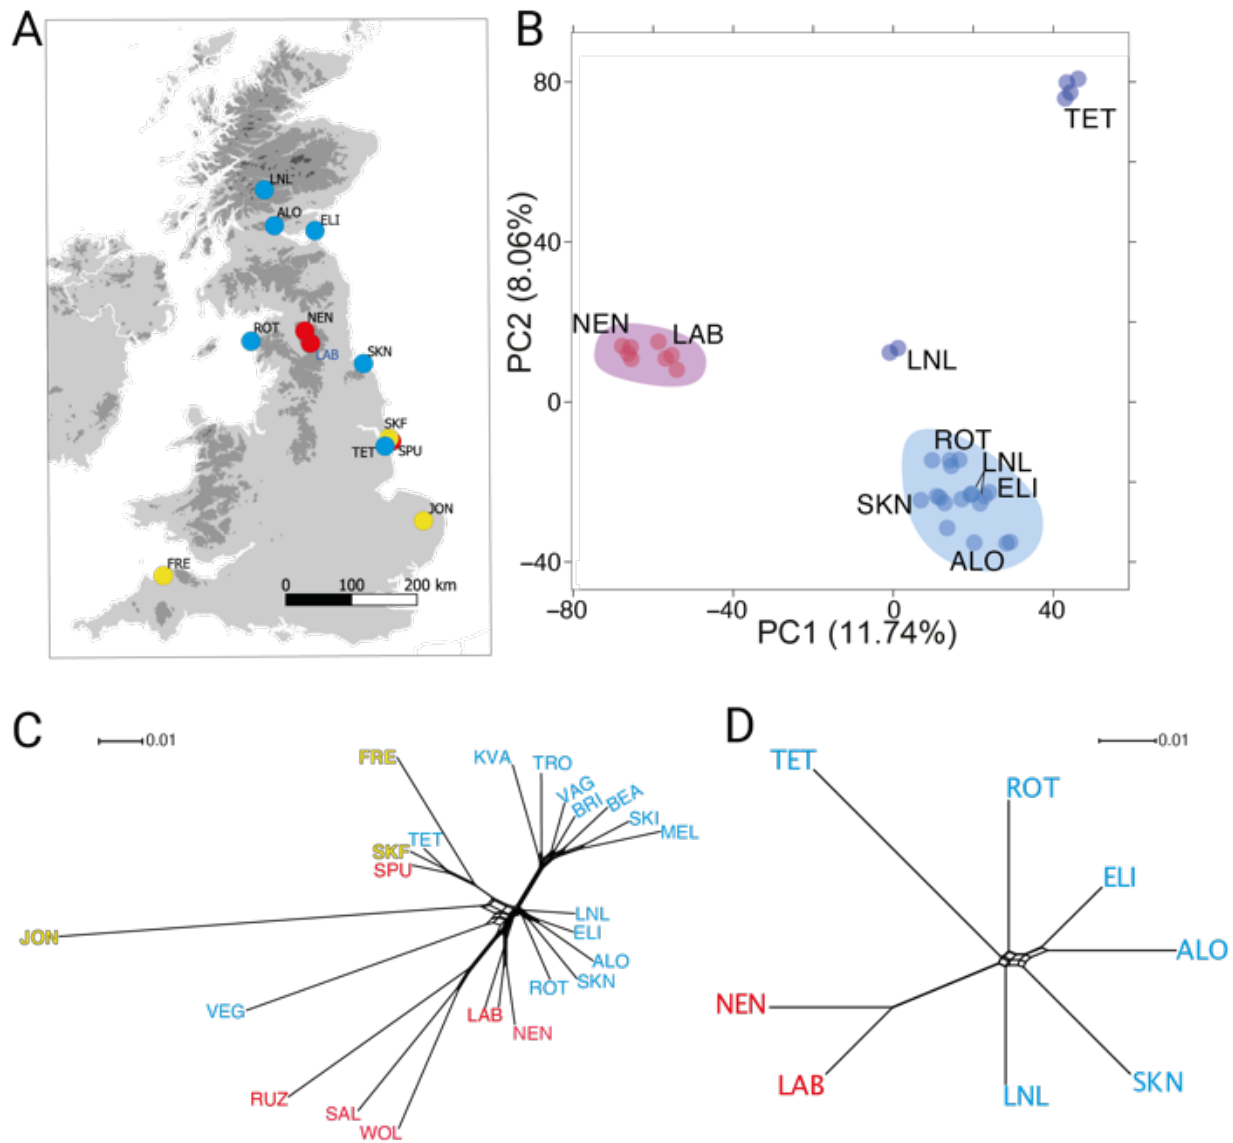 A
LNL
ALO
ELI
NEN
ROT
LAB
SKN
SKF
TET
SPU
JON
FRE
0 100 200 km
B
80
40
0
−40
−80 −40 0 40
PC2 (8.06%)
PC1 (11.74%)
TET
NEN
LAB
LNL
ROT
LNL
ELI
SKN
ALO
C
0.01
FRE
KVA
TRO
VAG
BRI
BEA
SKI
MEL
TET
SKF
SPU
JON
LNL
ELI
ALO
SKN
ROT
VEG
LAB
NEN
RUZ
SAL
WOL
D
0.01
TET
ROT
ELI
ALO
NEN
LAB
LNL
SKN